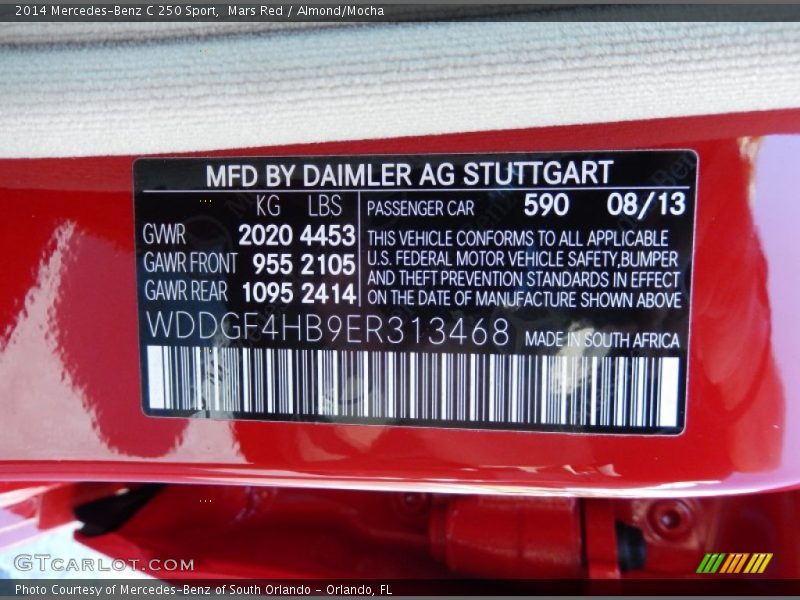 2014 Mercedes-Benz C 250 Sport, Mars Red / Almond/Mocha
MFD BY DAIMLER AG STUTTGART
KG LBS PASSENGER CAR 590 08/13
GVWR 2020 4453 THIS VEHICLE CONFORMS TO ALL APPLICABLE
GAWR FRONT 955 2105 U.S. FEDERAL MOTOR VEHICLE SAFETY,BUMPER
AND THEFT PREVENTION STANDARDS IN EFFECT
GAWR REAR 1095 2414 ON THE DATE OF MANUFACTURE SHOWN ABOVE
WDDGF4HB9ER313468 MADE IN SOUTH AFRICA
GTCARLOT.COM
Photo Courtesy of Mercedes-Benz of South Orlando - Orlando, FL